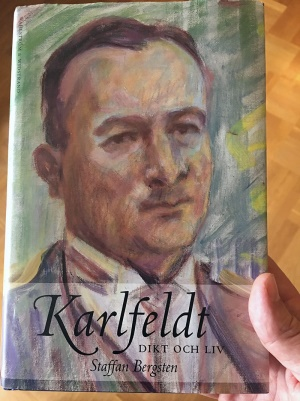 Karlfeldt
DIKT OCH LIV
Staffan Bergsten